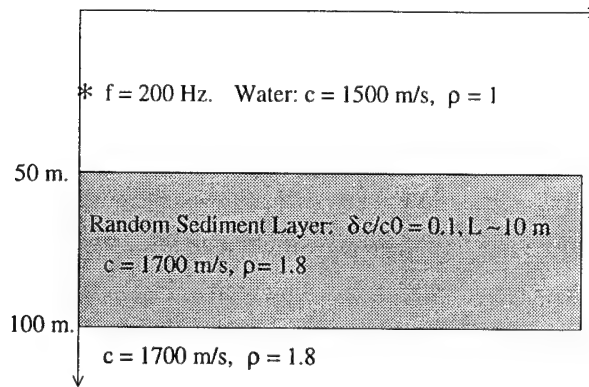 * f = 200 Hz. Water: c = 1500 m/s, ρ = 1
50 m.
Random Sediment Layer: δc/c0 = 0.1, L ~ 10 m
c = 1700 m/s, ρ= 1.8
100 m.
c = 1700 m/s, ρ = 1.8